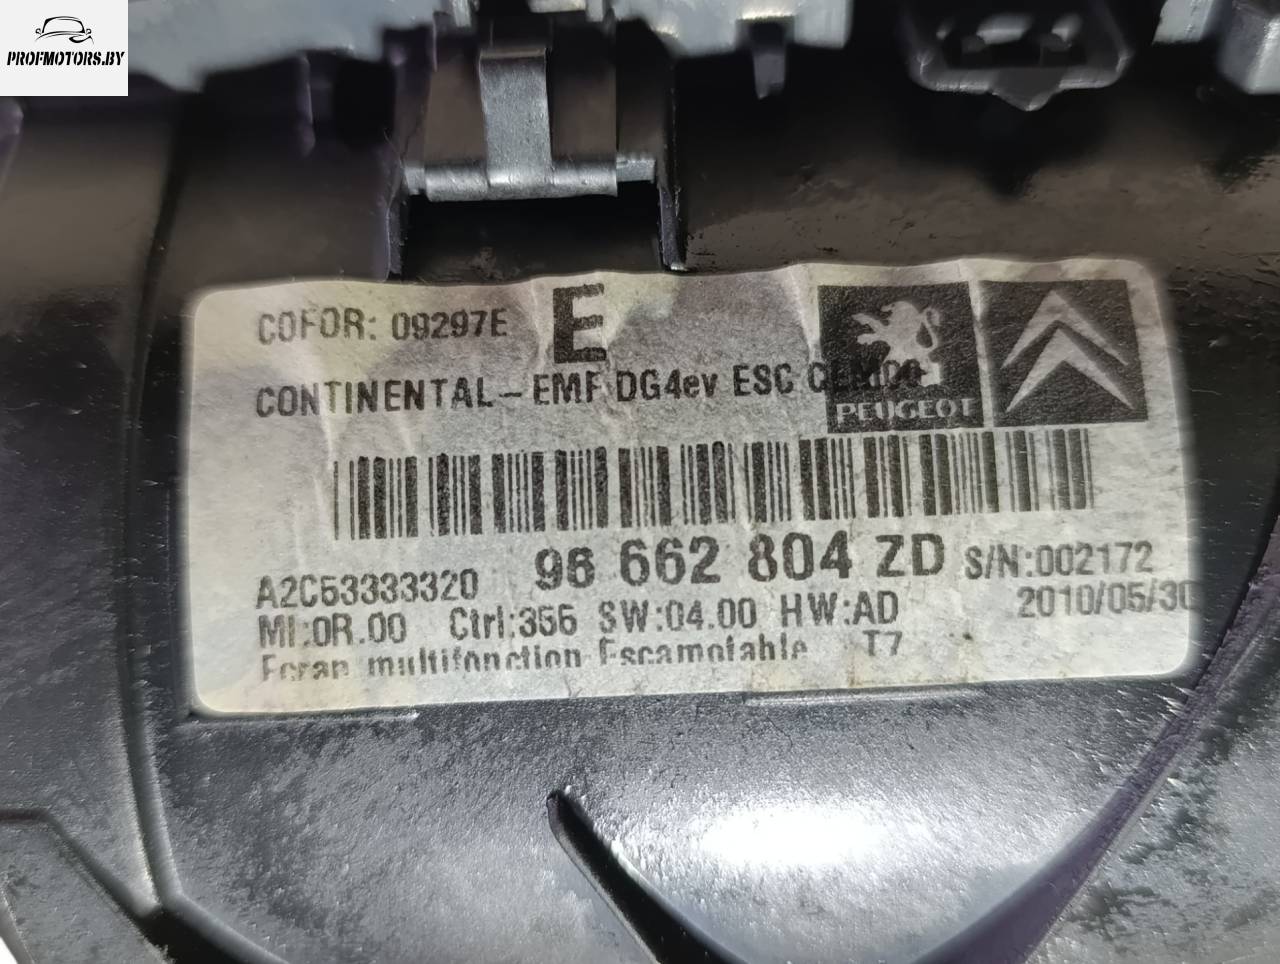 PROFMOTORS.BY
COFOR: 09297E E
CONTINENTAL - EMF DG4ev ESC
PEUGEOT
96 662 804 ZD S/N:002172
A2C53333320 2010/05/30
MI:0R.00 Ctrl:356 SW:04.00 HW:AD
Ecran multifonction Escamotable T7